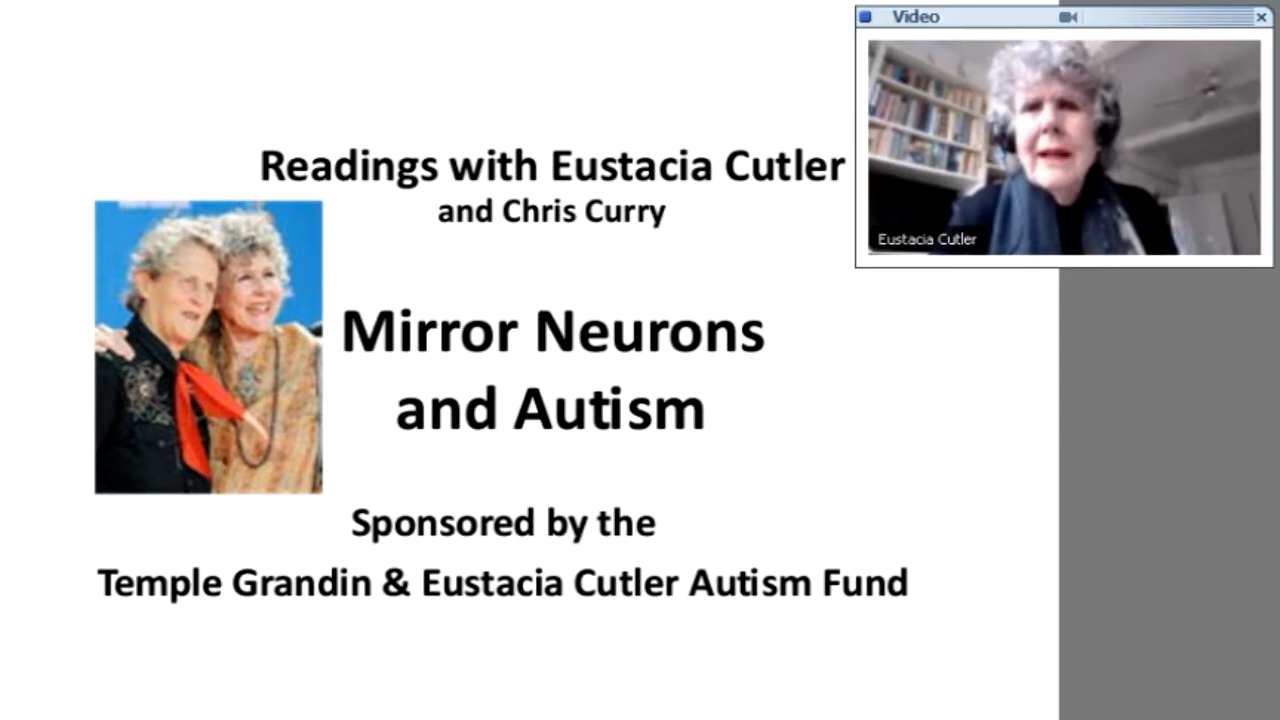 Video
Readings with Eustacia Cutler
and Chris Curry
Eustacia Cutler
Mirror Neurons
and Autism
Sponsored by the
Temple Grandin & Eustacia Cutler Autism Fund